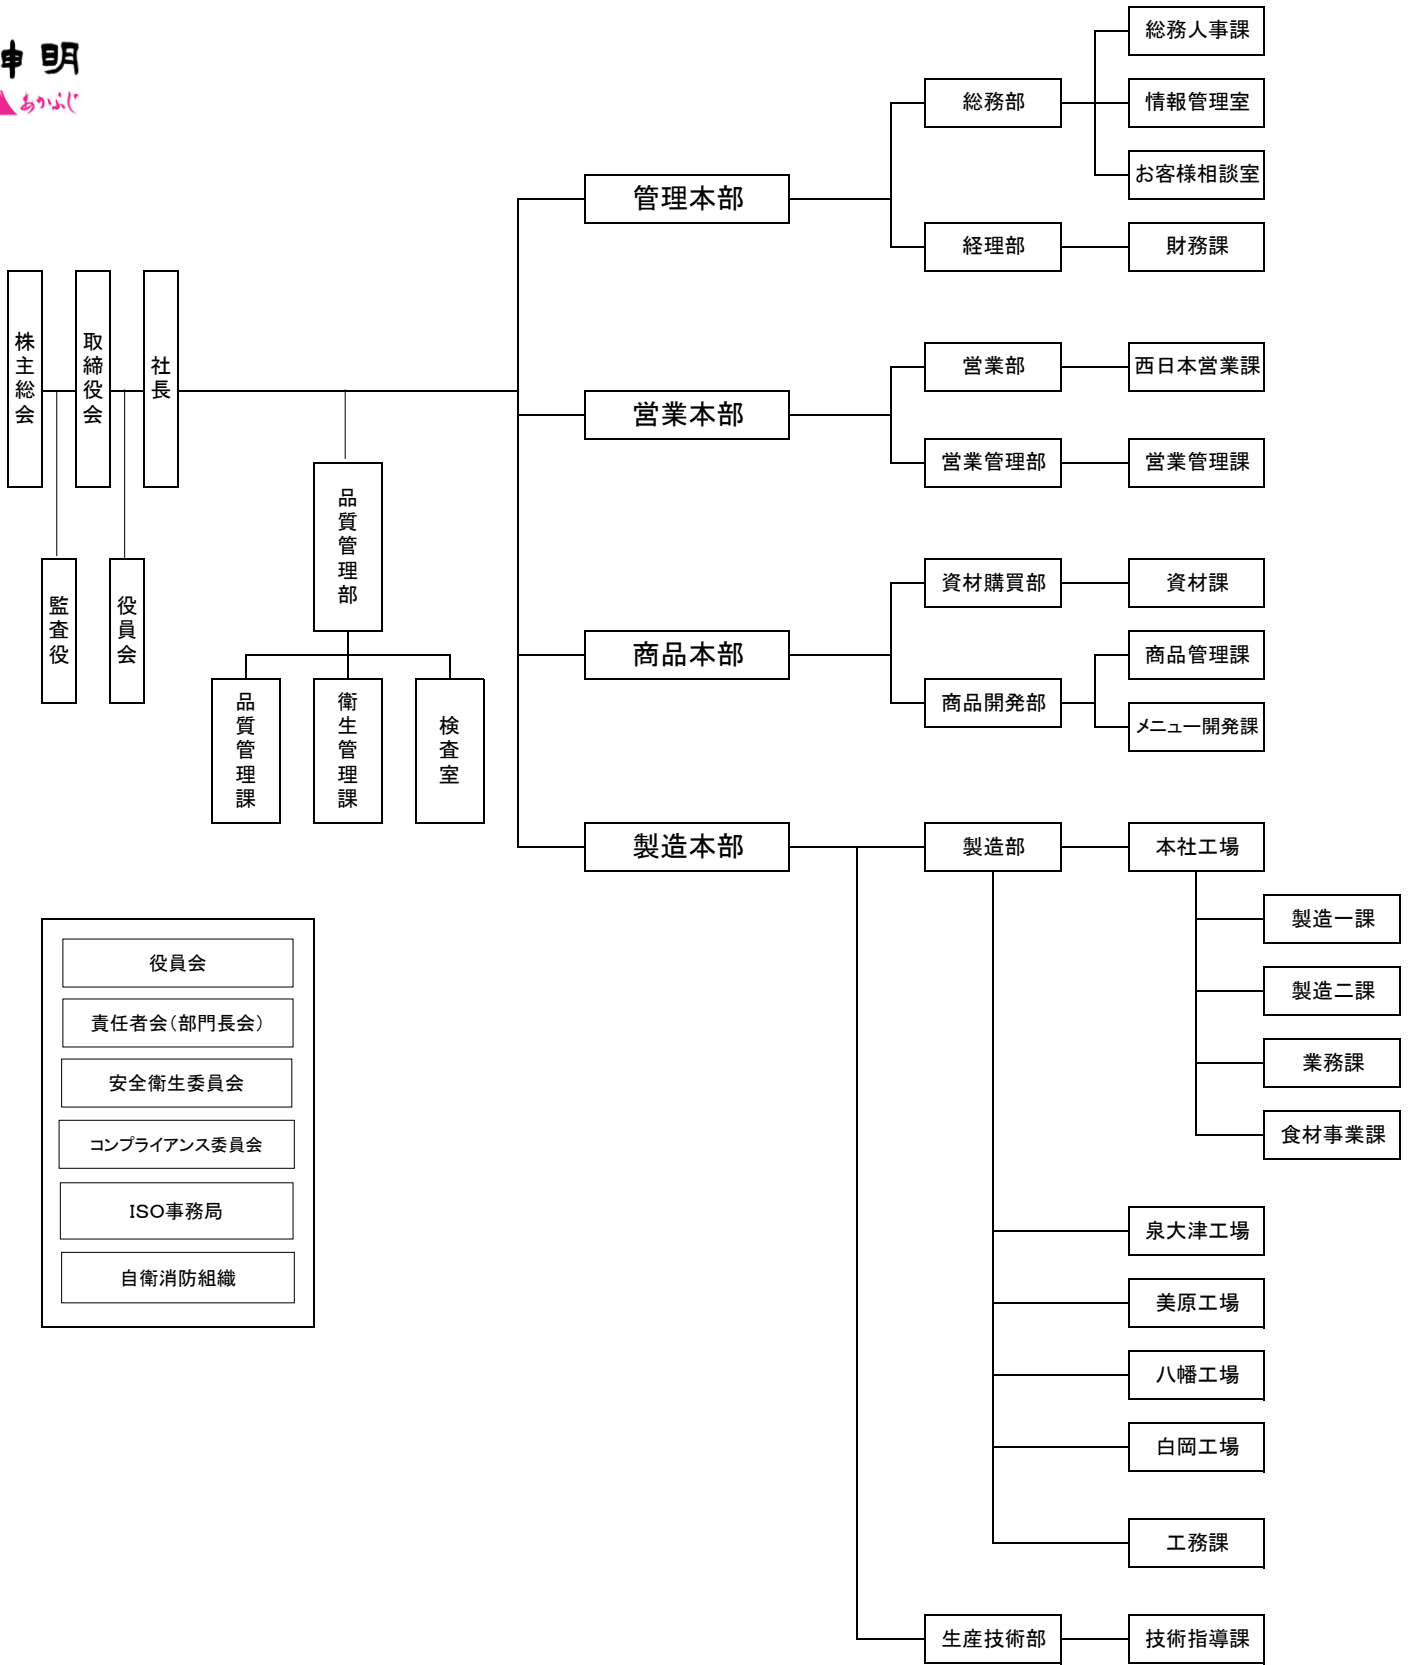 申明
あかふじ
総務人事課
総務部
情報管理室
お客様相談室
管理本部
経理部
財務課
株主総会
取締役会
社長
営業部
西日本営業課
営業本部
営業管理部
営業管理課
品質管理部
監査役
役員会
資材購買部
資材課
商品本部
商品管理課
商品開発部
メニュー開発課
品質管理課
衛生管理課
検査室
製造本部
製造部
本社工場
製造一課
製造二課
業務課
食材事業課
役員会
責任者会(部門長会)
安全衛生委員会
コンプライアンス委員会
ISO事務局
自衛消防組織
泉大津工場
美原工場
八幡工場
白岡工場
工務課
生産技術部
技術指導課